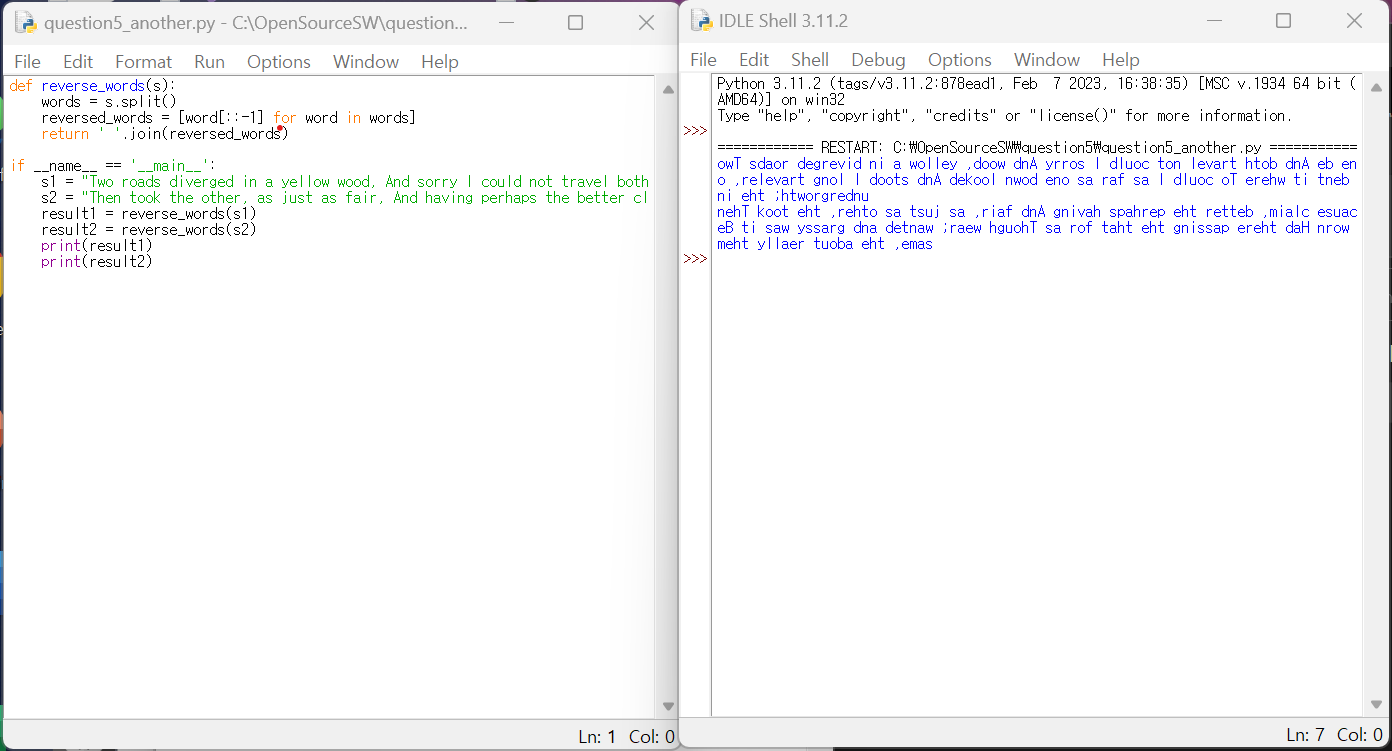 question5_another.py - C:\OpenSourceSW\question...
File Edit Format Run Options Window Help
def reverse_words(s):
    words = s.split()
    reversed_words = [word[::-1] for word in words]
    return ' '.join(reversed_words)
if __name__ == '__main__':
    s1 = "Two roads diverged in a yellow wood, And sorry I could not travel both
    s2 = "Then took the other, as just as fair, And having perhaps the better cl
    result1 = reverse_words(s1)
    result2 = reverse_words(s2)
    print(result1)
    print(result2)
Ln: 1 Col: 0
IDLE Shell 3.11.2
File Edit Shell Debug Options Window Help
Python 3.11.2 (tags/v3.11.2:878ead1, Feb  7 2023, 16:38:35) [MSC v.1934 64 bit (
AMD64)] on win32
Type "help", "copyright", "credits" or "license()" for more information.
>>>
============ RESTART: C:₩OpenSourceSW₩question5₩question5_another.py ===========
owT sdaor degrevid ni a wolley ,doow dnA yrros I dluoc ton levart htob dnA eb en
o ,relevart gnol I doots dnA dekool nwod eno sa raf sa I dluoc oT erehw ti tneb
ni eht ;htworgrednu
nehT koot eht ,rehto sa tsuj sa ,riaf dnA gnivah spahrep eht retteb ,mialc esuac
eB ti saw yssarg dna detnaw ;raew hguohT sa rof taht eht gnissap ereht daH nrow
meht yllaer tuoba eht ,emas
>>>
Ln: 7 Col: 0